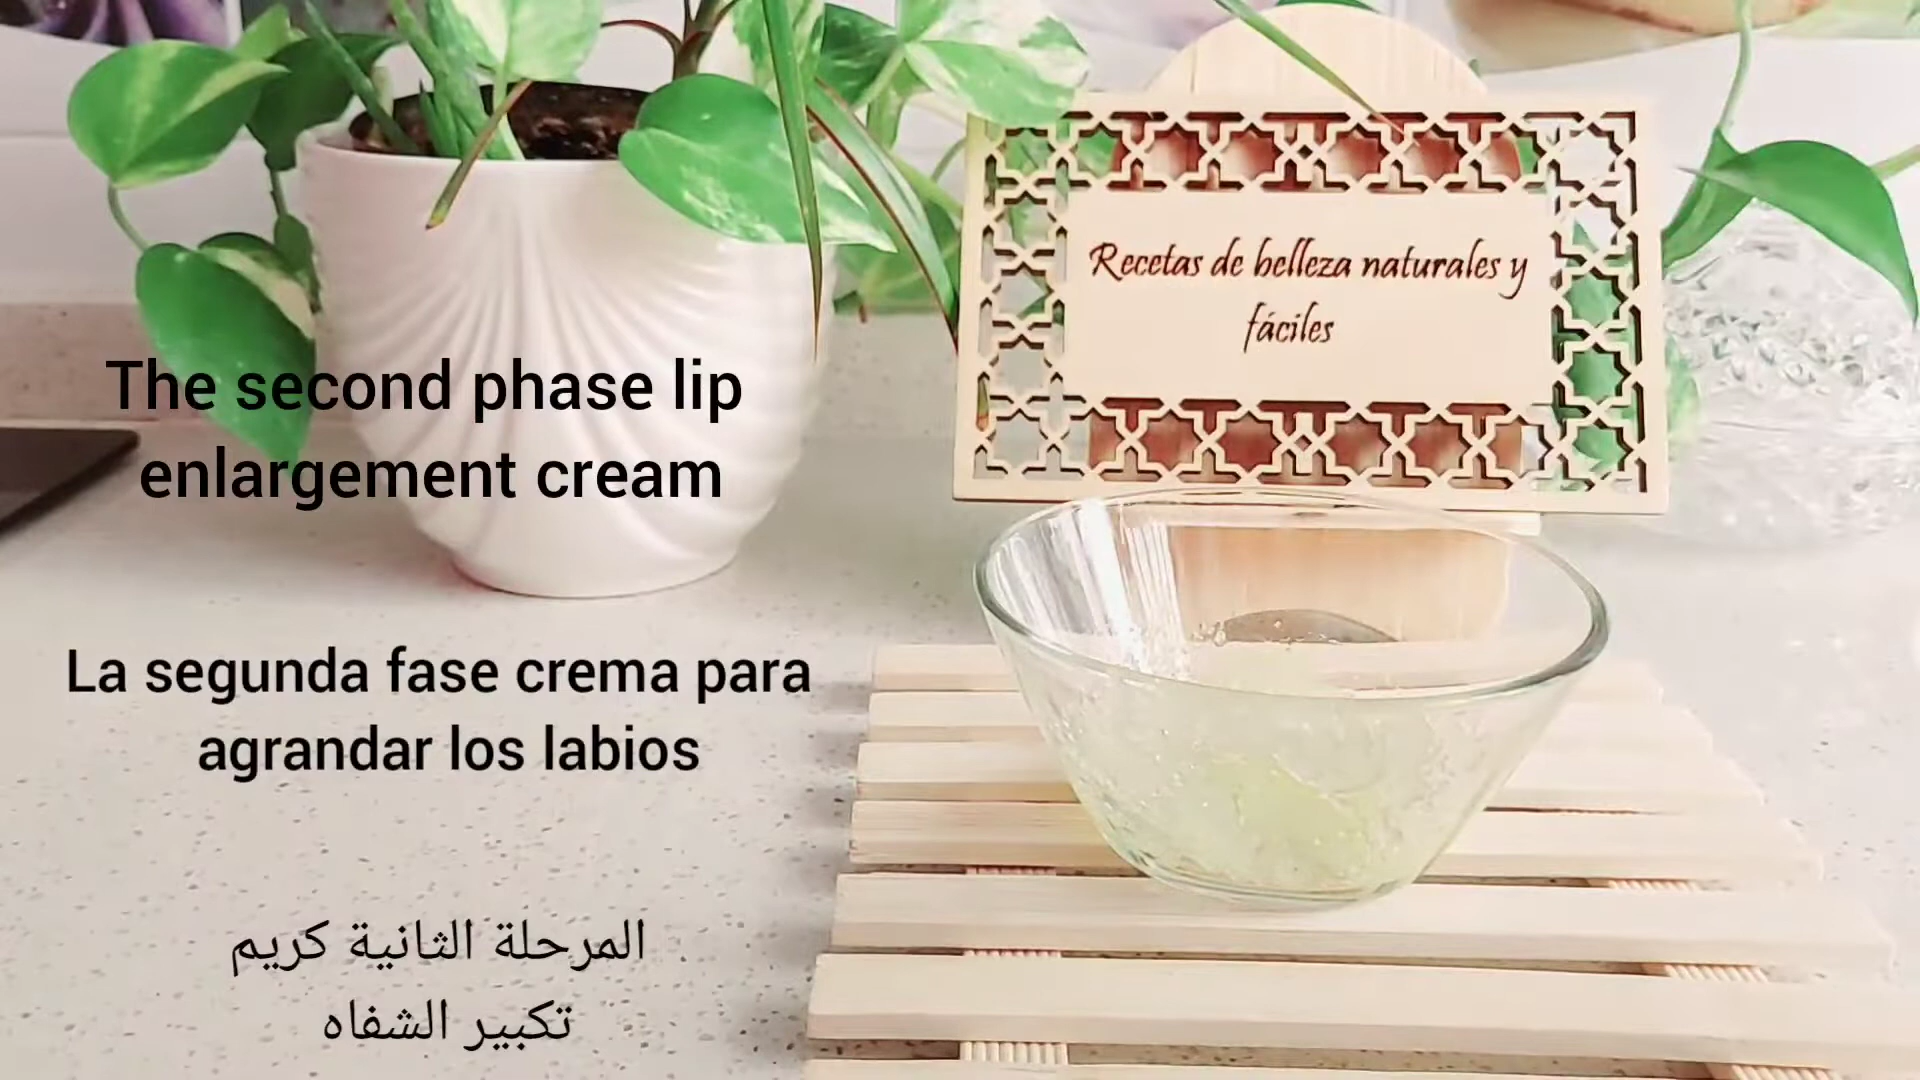 Recetas de belleza naturales y
fáciles
The second phase lip
enlargement cream
La segunda fase crema para
agrandar los labios
المرحلة الثانية كريم
تكبير الشفاه